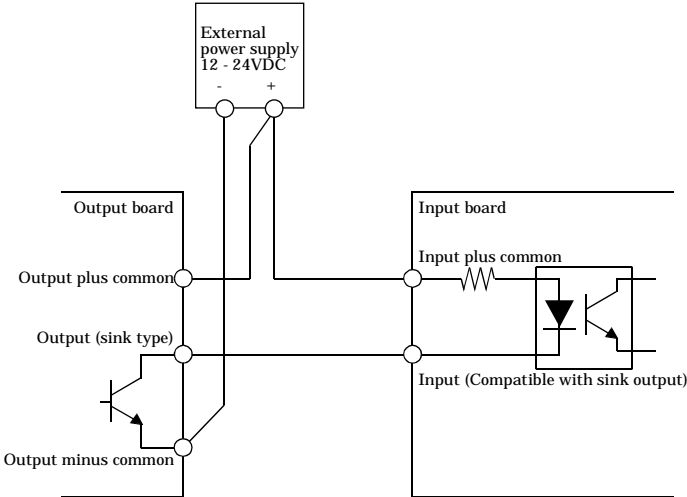 External
power supply
12 - 24VDC
- +
Output board
Input board
Input plus common
Output plus common
Output (sink type)
Input (Compatible with sink output)
Output minus common